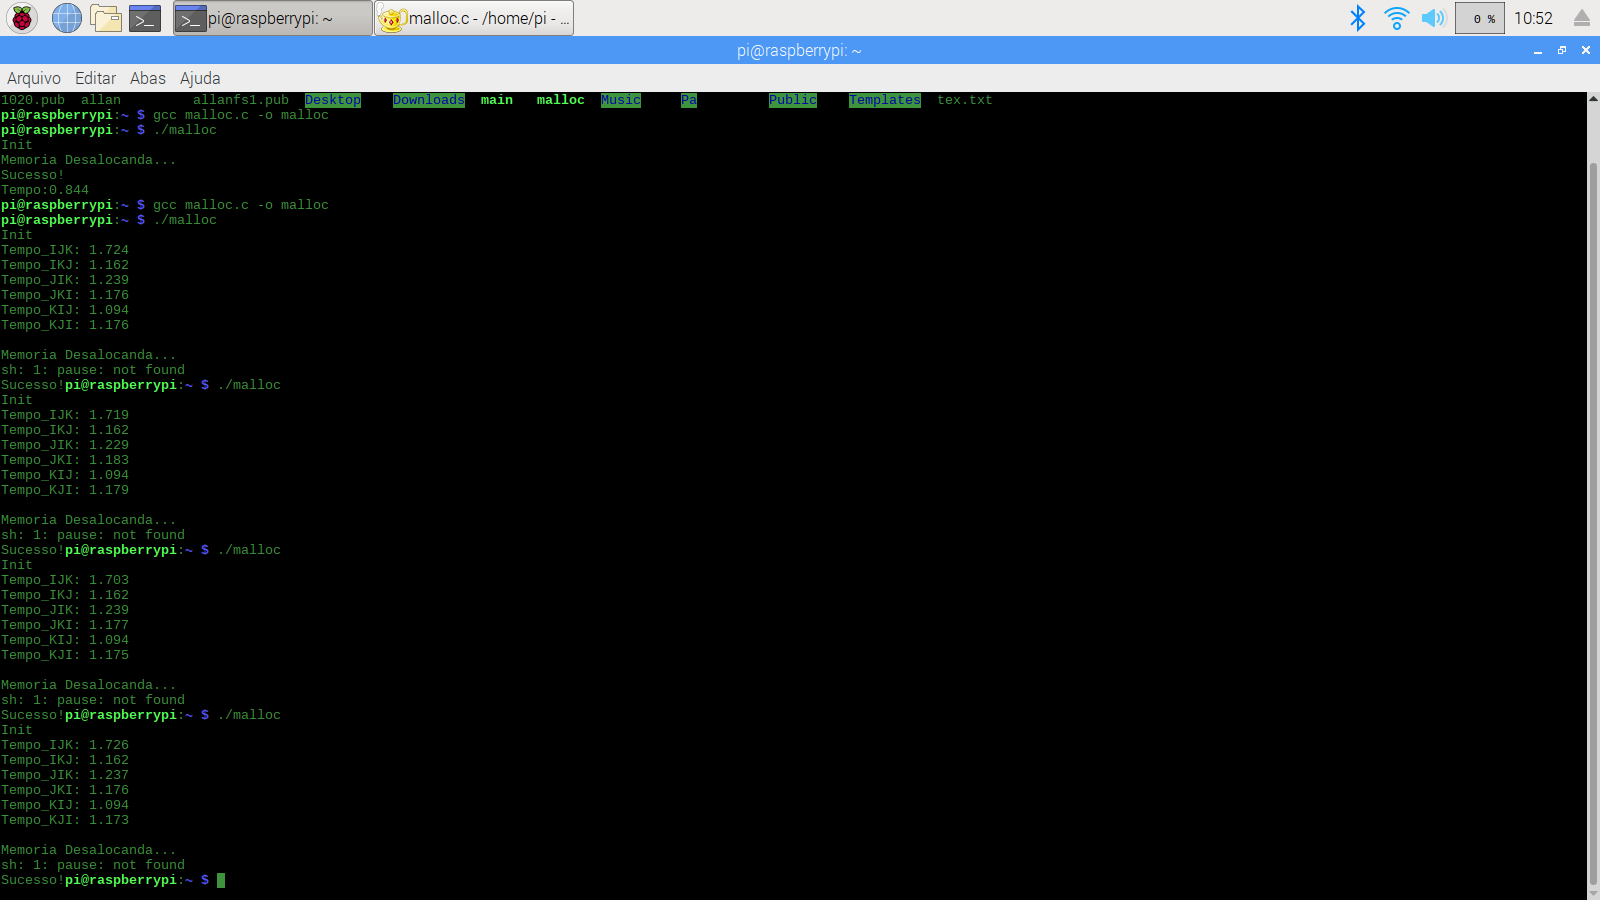 pi@raspberrypi: ~ malloc.c - /home/pi - ... 0 % 10:52
pi@raspberrypi: ~
Arquivo Editar Abas Ajuda
1020.pub allan allanfs1.pub Desktop Downloads main malloc Music Pa Public Templates tex.txt
pi@raspberrypi:~ $ gcc malloc.c -o malloc
pi@raspberrypi:~ $ ./malloc
Init
Memoria Desalocanda...
Sucesso!
Tempo:0.844
pi@raspberrypi:~ $ gcc malloc.c -o malloc
pi@raspberrypi:~ $ ./malloc
Init
Tempo_IJK: 1.724
Tempo_IKJ: 1.162
Tempo_JIK: 1.239
Tempo_JKI: 1.176
Tempo_KIJ: 1.094
Tempo_KJI: 1.176
Memoria Desalocanda...
sh: 1: pause: not found
Sucesso!pi@raspberrypi:~ $ ./malloc
Init
Tempo_IJK: 1.719
Tempo_IKJ: 1.162
Tempo_JIK: 1.229
Tempo_JKI: 1.183
Tempo_KIJ: 1.094
Tempo_KJI: 1.179
Memoria Desalocanda...
sh: 1: pause: not found
Sucesso!pi@raspberrypi:~ $ ./malloc
Init
Tempo_IJK: 1.703
Tempo_IKJ: 1.162
Tempo_JIK: 1.239
Tempo_JKI: 1.177
Tempo_KIJ: 1.094
Tempo_KJI: 1.175
Memoria Desalocanda...
sh: 1: pause: not found
Sucesso!pi@raspberrypi:~ $ ./malloc
Init
Tempo_IJK: 1.726
Tempo_IKJ: 1.162
Tempo_JIK: 1.237
Tempo_JKI: 1.176
Tempo_KIJ: 1.094
Tempo_KJI: 1.173
Memoria Desalocanda...
sh: 1: pause: not found
Sucesso!pi@raspberrypi:~ $